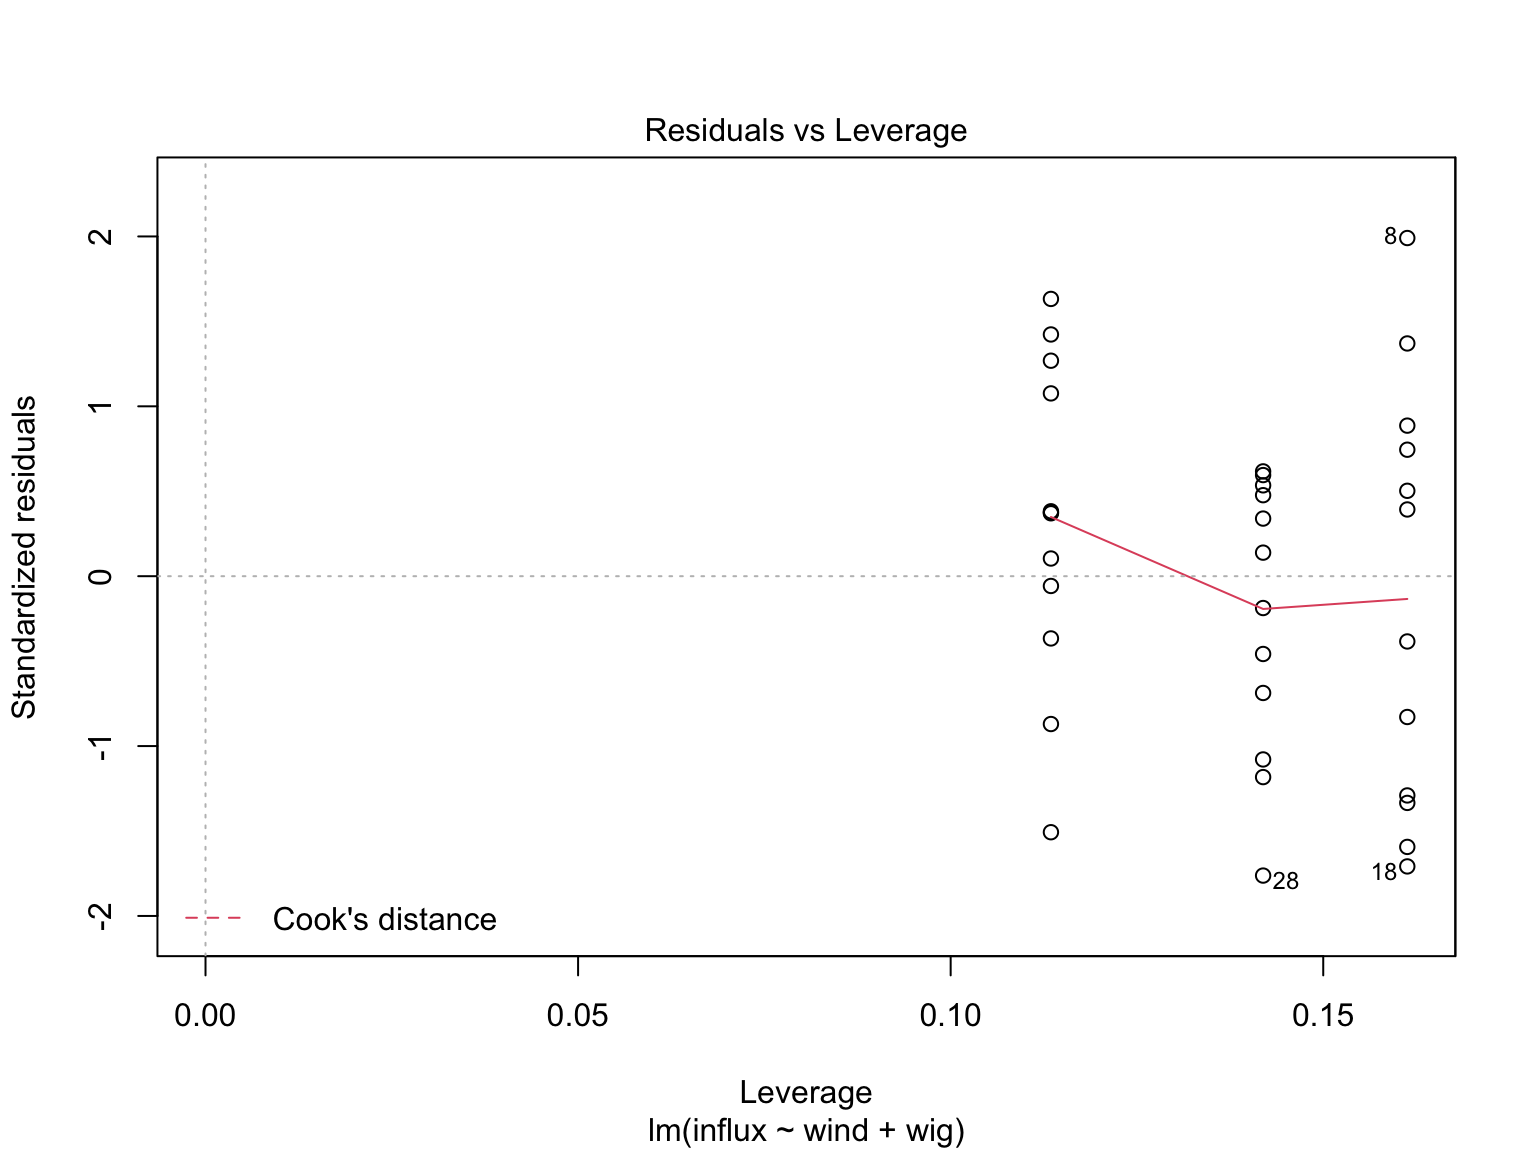 Residuals vs Leverage
Standardized residuals
2
1
0
-1
-2
8
28
18
Cook's distance
0.00 0.05 0.10 0.15
Leverage
lm(influx ~ wind + wig)